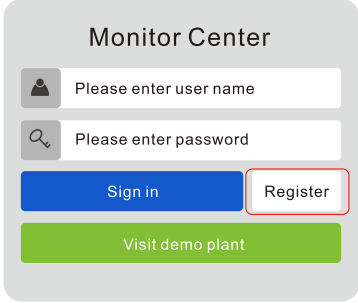 Monitor Center
Please enter user name
Please enter password
Sign in Register
Visit demo plant